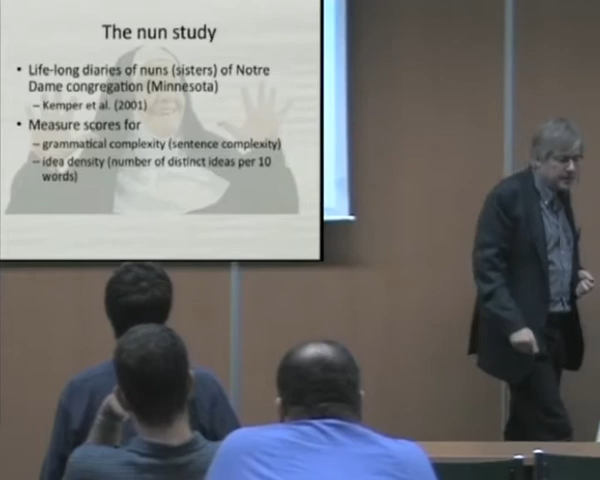 The nun study
• Life-long diaries of nuns (sisters) of Notre
Dame congregation (Minnesota)
– Kemper et al. (2001)
• Measure scores for
– grammatical complexity (sentence complexity)
– idea density (number of distinct ideas per 10
words)